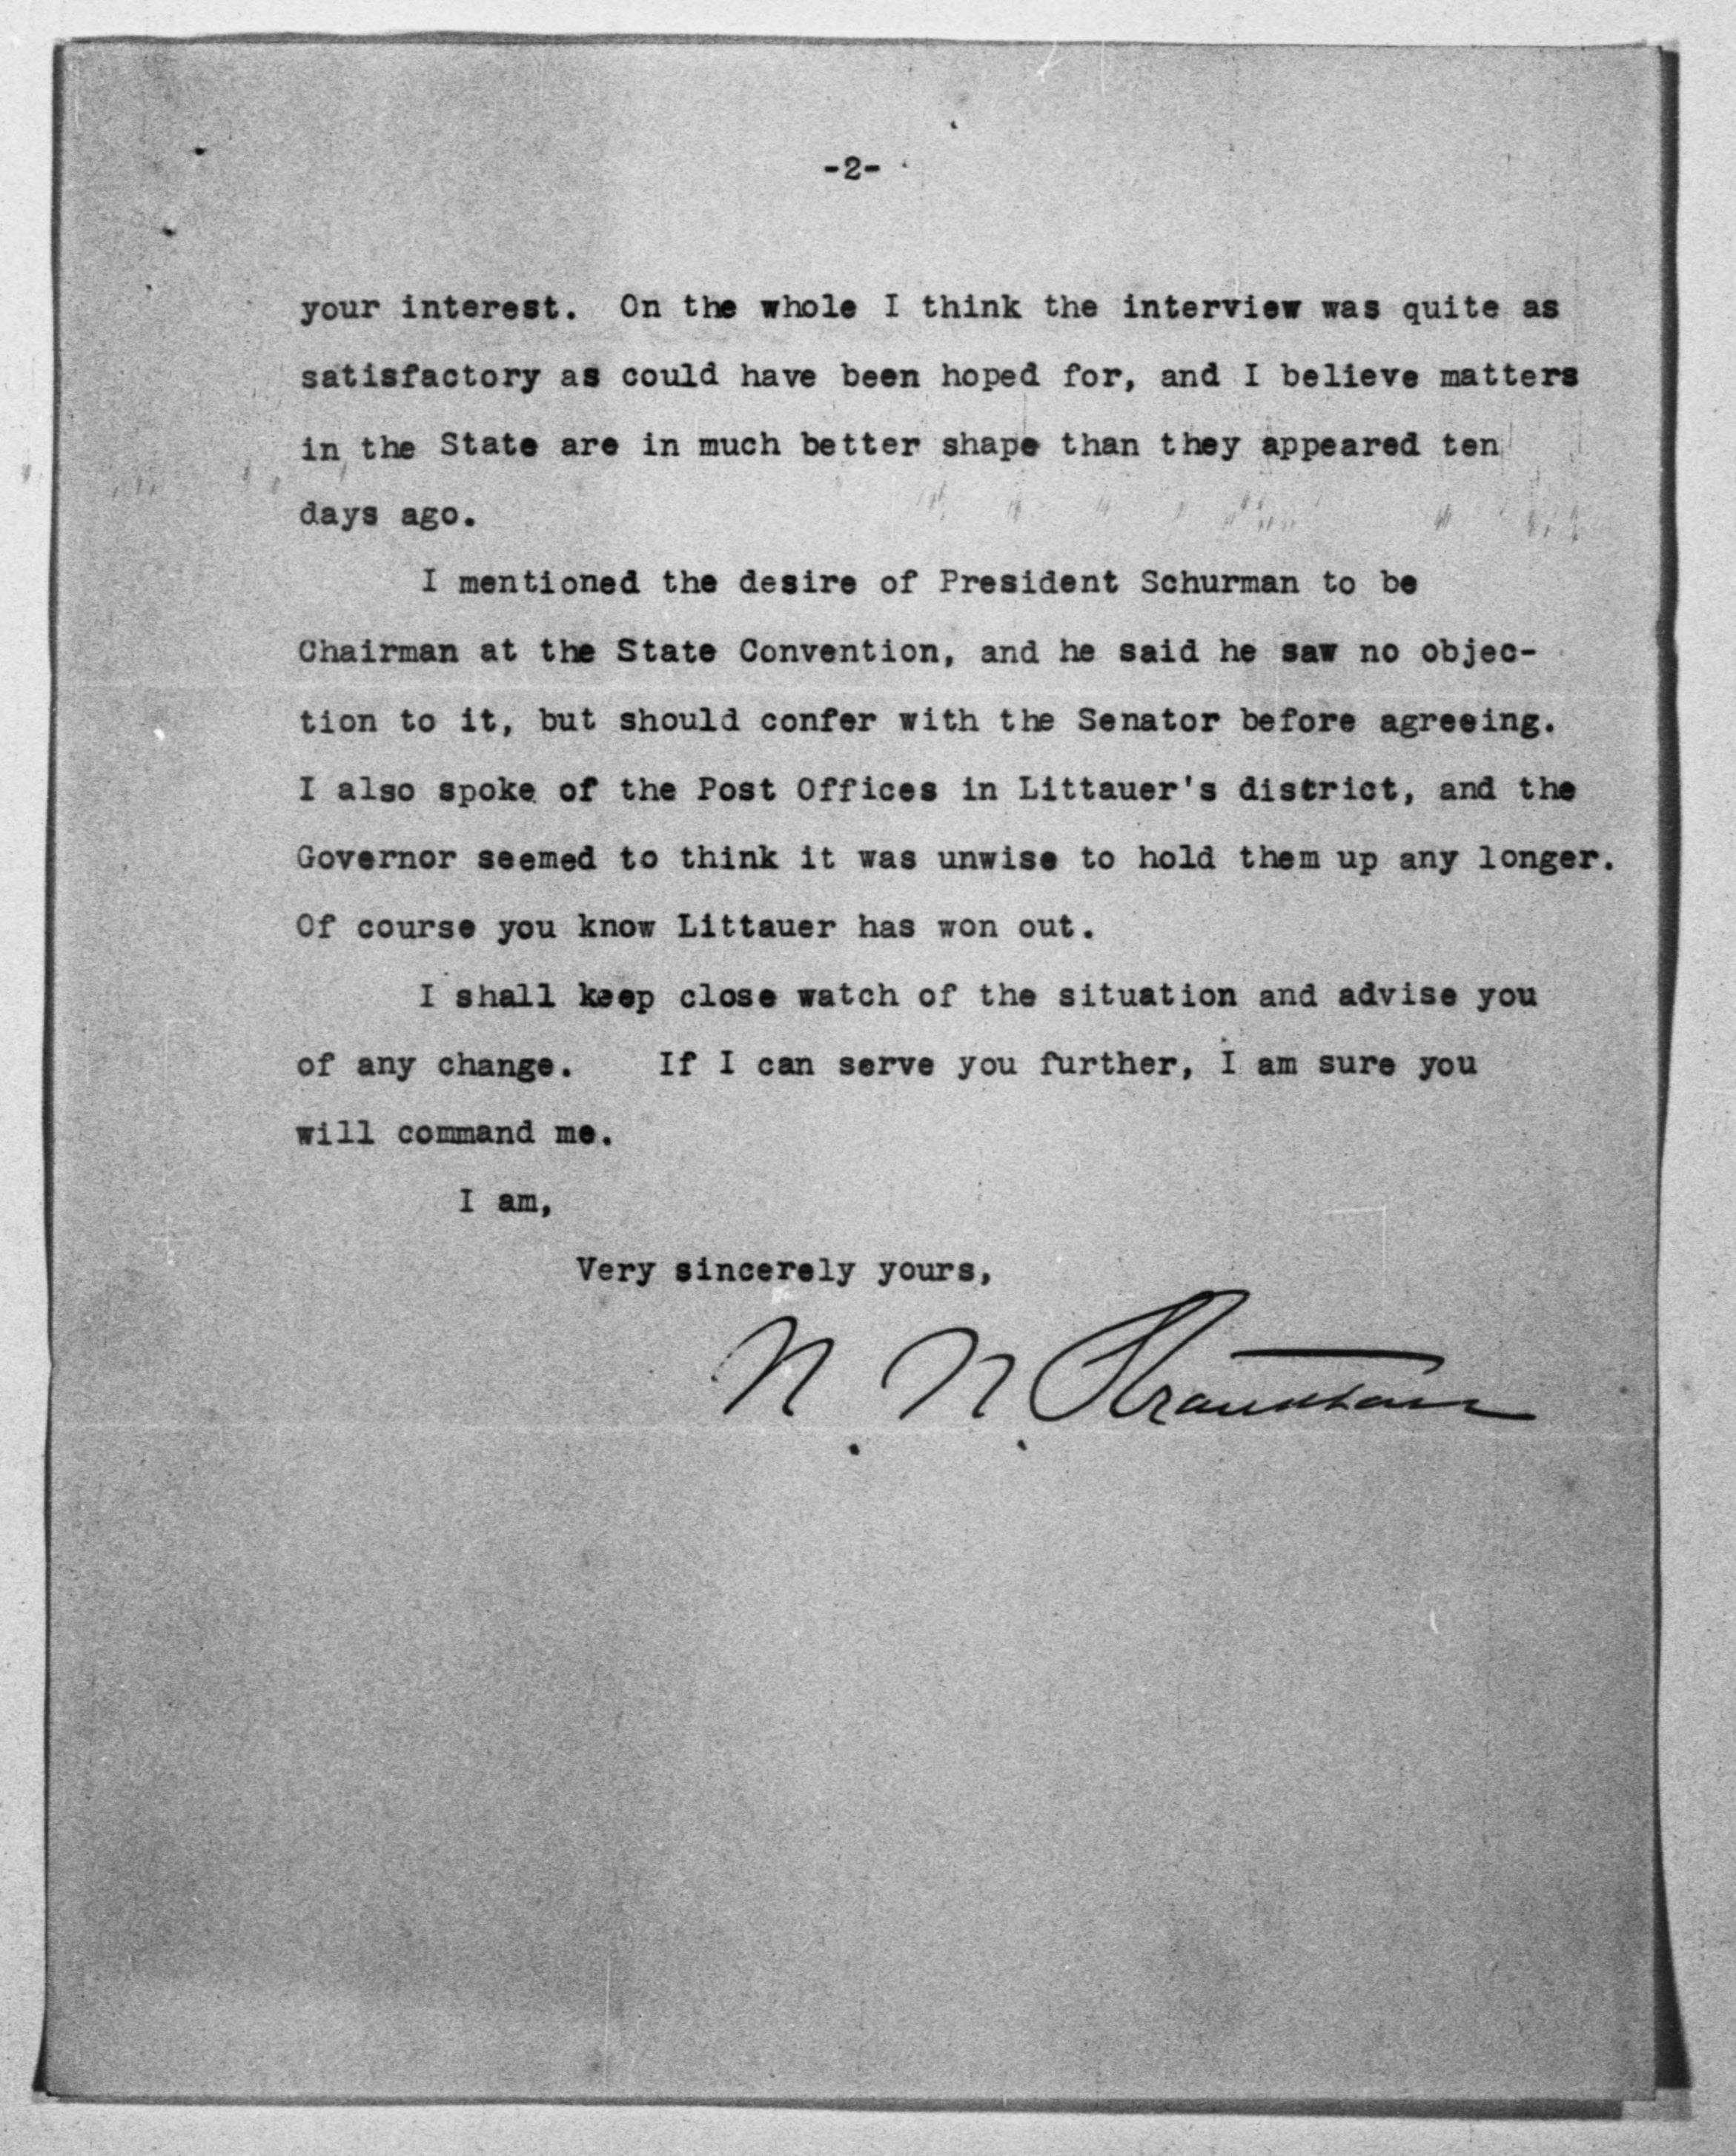 -2-
your interest. On the whole I think the interview was quite as
satisfactory as could have been hoped for, and I believe matters
in the State are in much better shape than they appeared ten
days ago.
I mentioned the desire of President Schurman to be
Chairman at the State Convention, and he said he saw no objec-
tion to it, but should confer with the Senator before agreeing.
I also spoke of the Post Offices in Littauer's district, and the
Governor seemed to think it was unwise to hold them up any longer.
Of course you know Littauer has won out.
I shall keep close watch of the situation and advise you
of any change. If I can serve you further, I am sure you
will command me.
I am,
Very sincerely yours,
N. N. Stranahan